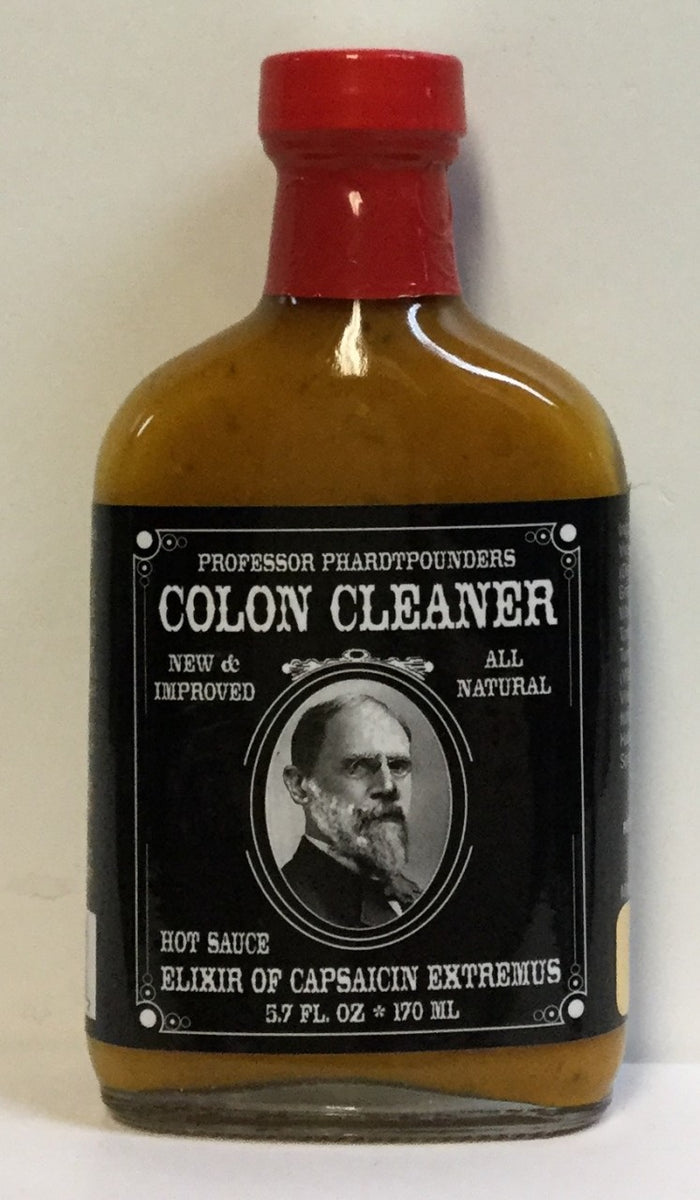 PROFESSOR PHARDTPOUNDERS
COLON CLEANER
NEW &
IMPROVED
ALL
NATURAL
HOT SAUCE
ELIXIR OF CAPSAICIN EXTREMUS
5.7 FL. OZ * 170 ML